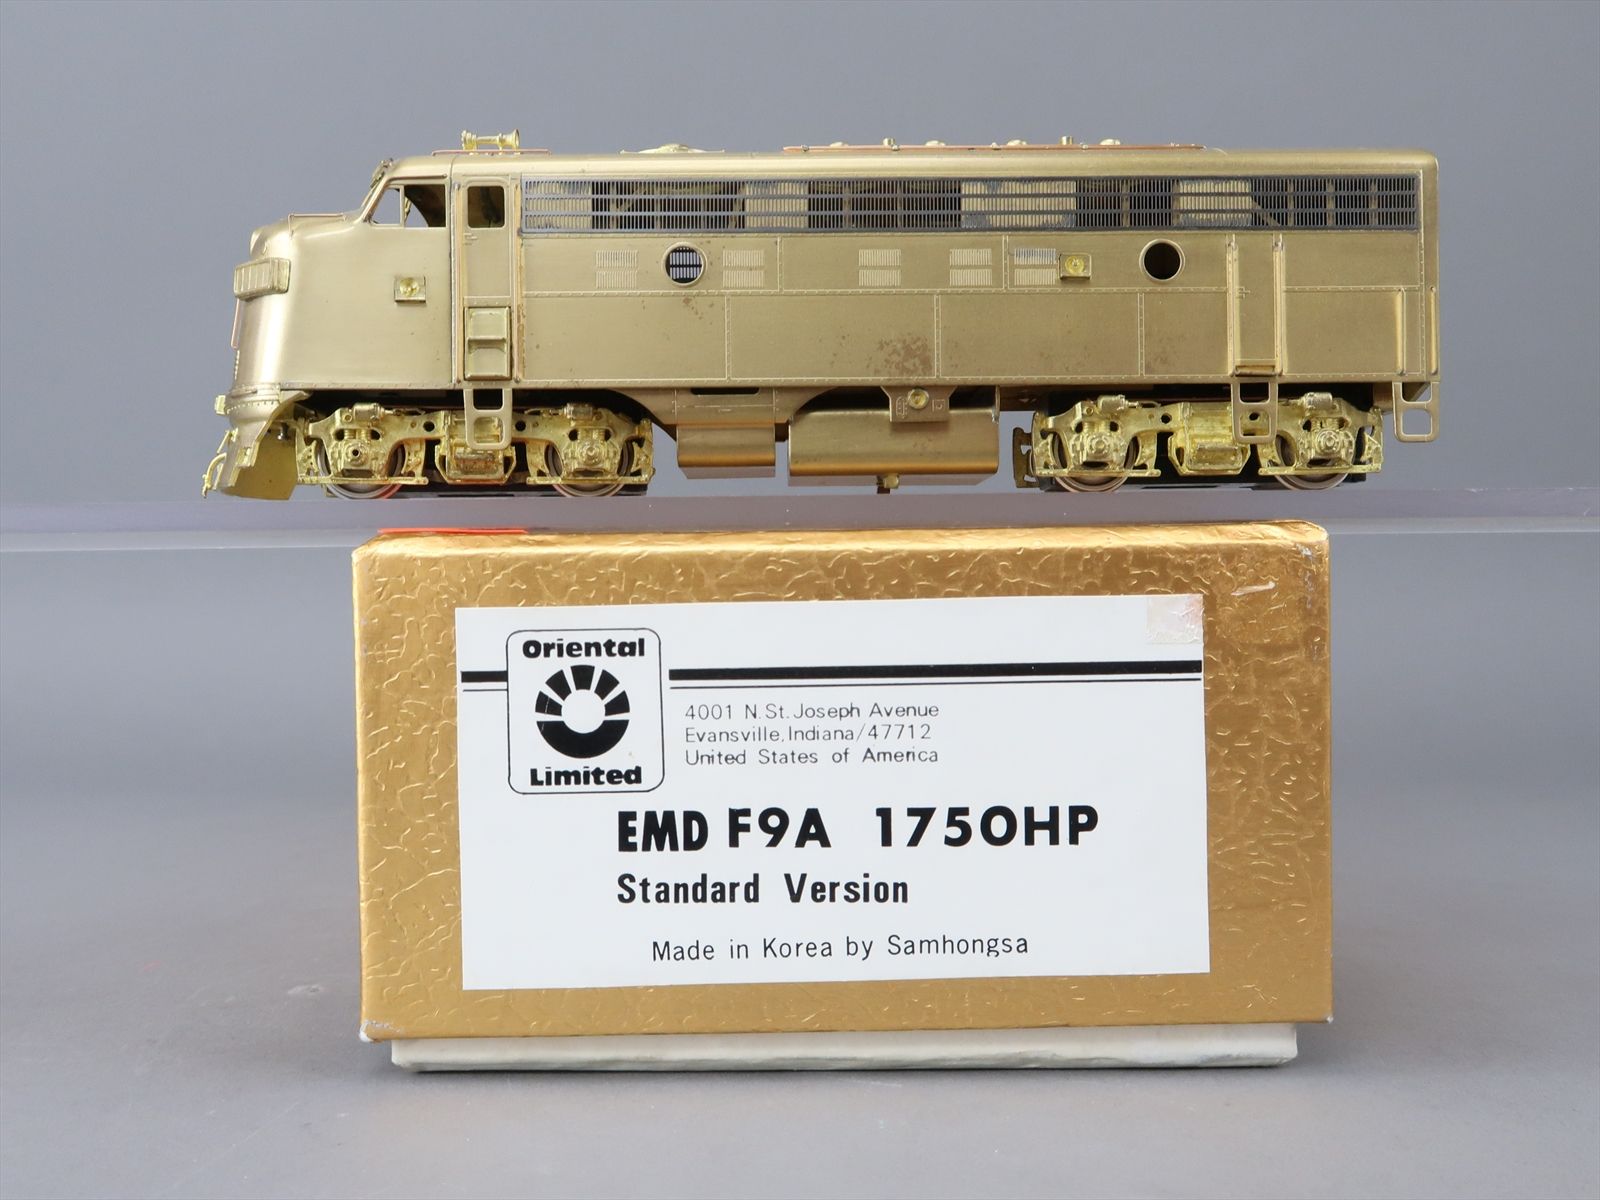 Oriental
Limited
4001 N.St.Joseph Avenue
Evansville,Indiana/47712
United States of America
EMD F9A 1750HP
Standard Version
Made in Korea by Samhongsa